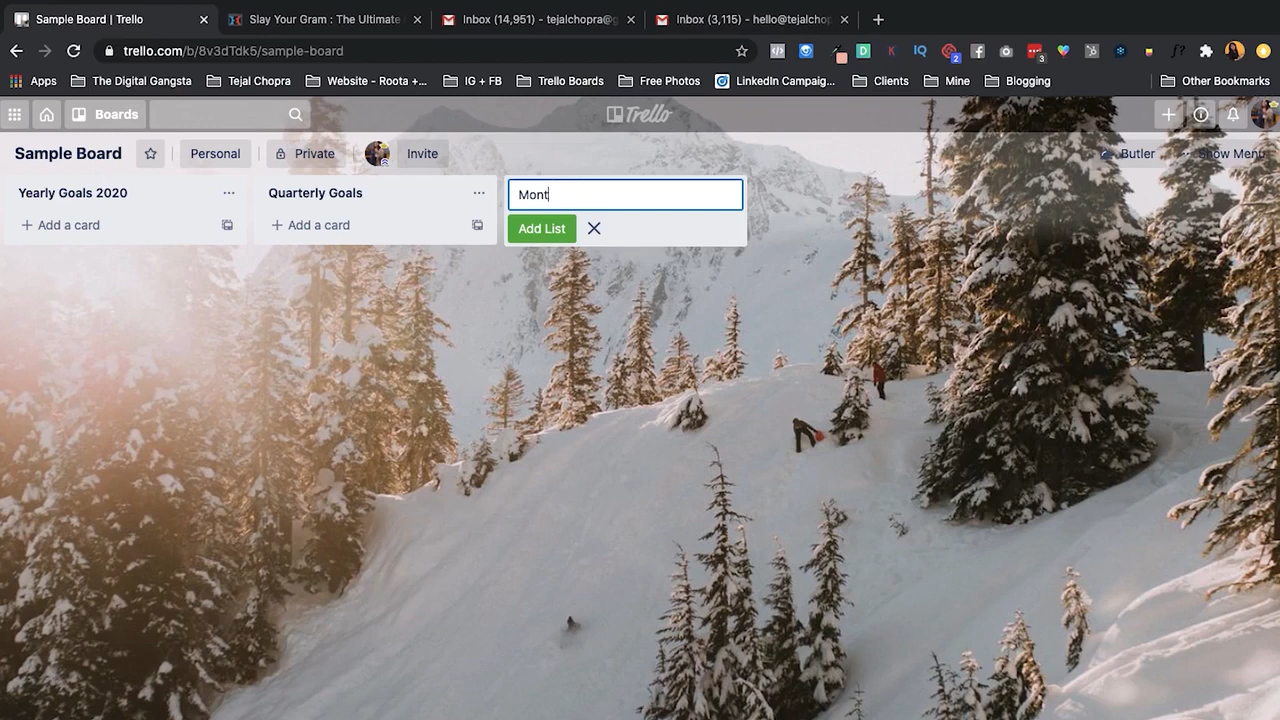 Sample Board | Trello
Slay Your Gram : The Ultimate
Inbox (14,951) - tejalchopra@g
Inbox (3,115) - hello@tejalchop
trello.com/b/8v3dTdk5/sample-board
Apps
The Digital Gangsta
Tejal Chopra
Website - Roota +...
IG + FB
Trello Boards
Free Photos
LinkedIn Campaig...
Clients
Mine
Blogging
Other Bookmarks
Boards
Trello
Sample Board
Personal
Private
Invite
Butler
Show Menu
Yearly Goals 2020
Quarterly Goals
Mont
Add a card
Add a card
Add List